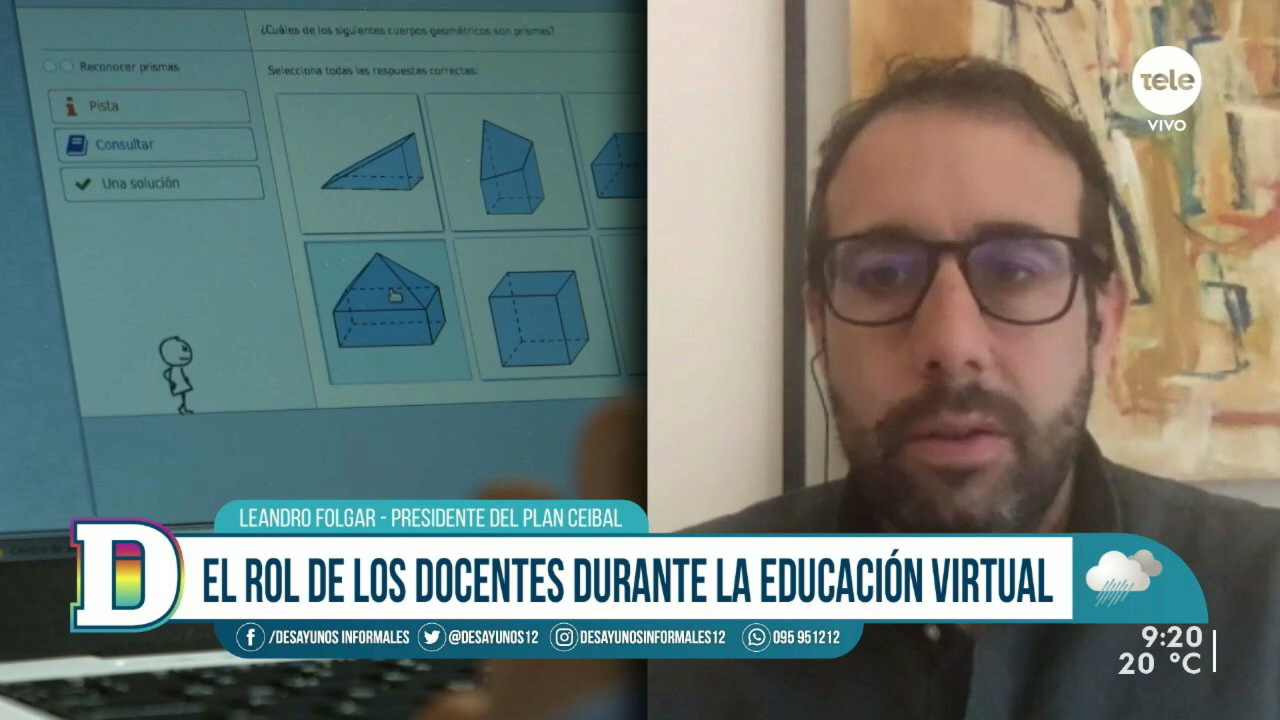 ¿Cuáles de los siguientes cuerpos geométricos son prismas?
Reconocer prismas
Selecciona todas las respuestas correctas:
Pista
Consultar
Una solución
tele
VIVO
LEANDRO FOLGAR - PRESIDENTE DEL PLAN CEIBAL
D
EL ROL DE LOS DOCENTES DURANTE LA EDUCACIÓN VIRTUAL
/DESAYUNOS INFORMALES @DESAYUNOS12 DESAYUNOSINFORMALES12 095 951212
9:20
20 °C